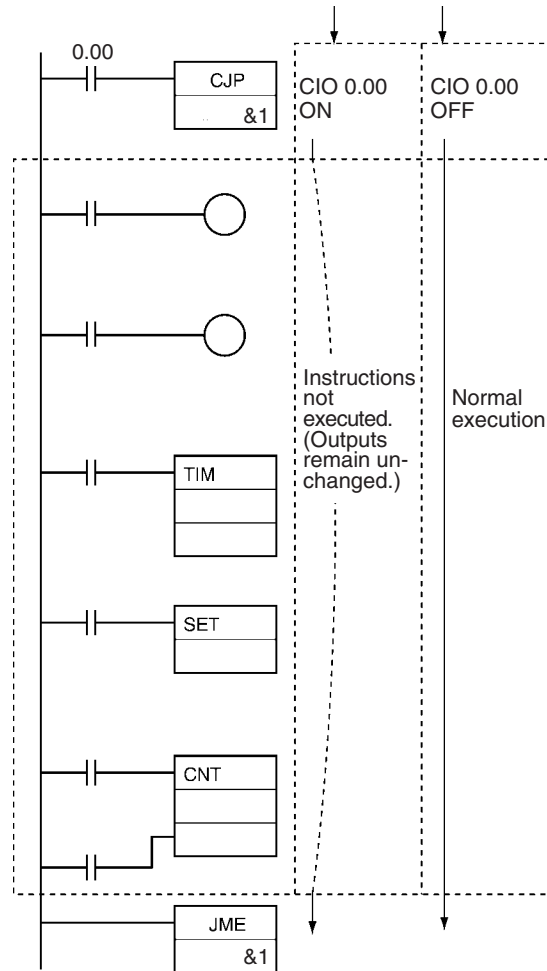 0.00
CJP
&1
CIO 0.00
ON
CIO 0.00
OFF
Instructions
not
executed.
(Outputs
remain un-
changed.)
Normal
execution
TIM
SET
CNT
JME
&1